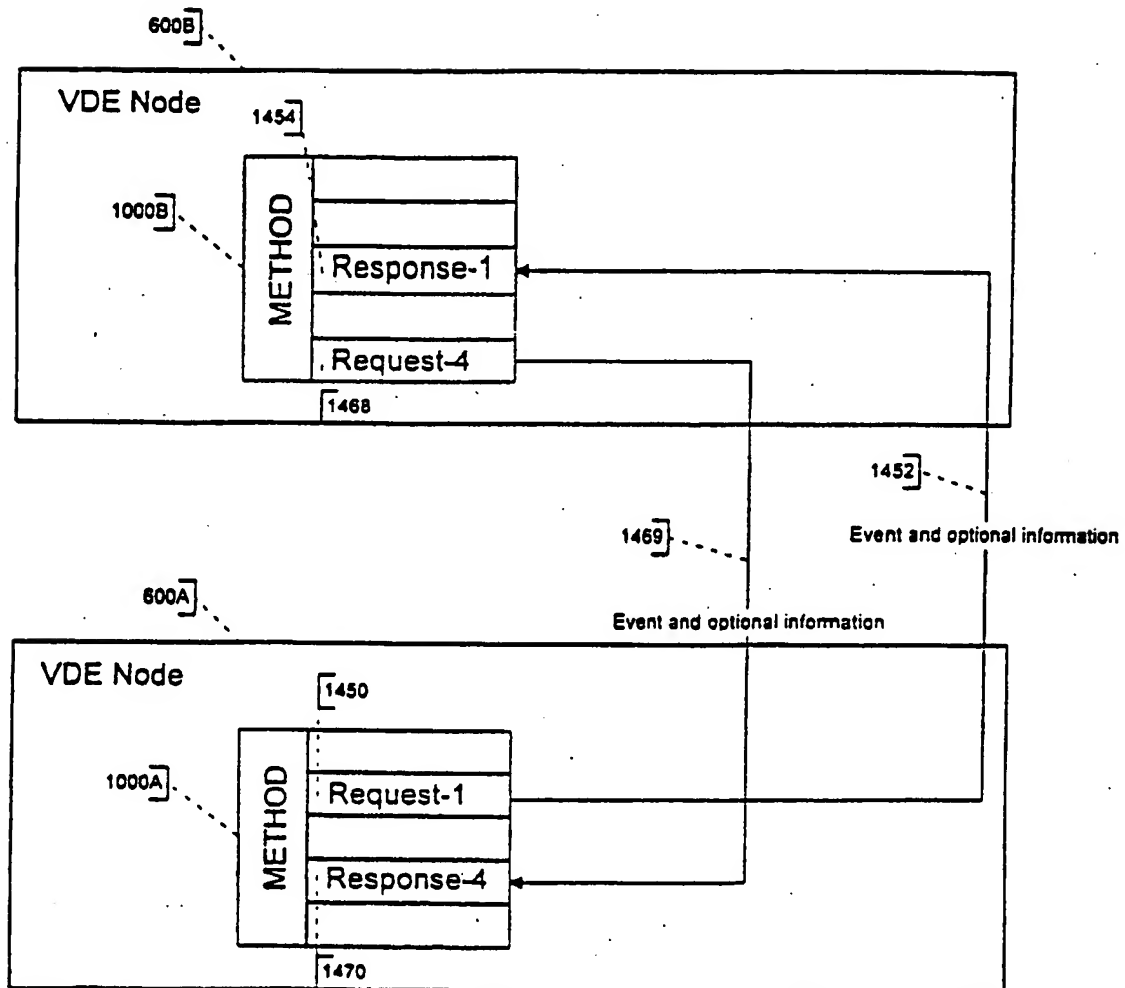 600B
VDE Node
1454
1000B
METHOD
Response-1
Request-4
1468
1452
Event and optional information
1469
600A
Event and optional information
VDE Node
1450
1000A
METHOD
Request-1
Response-4
1470